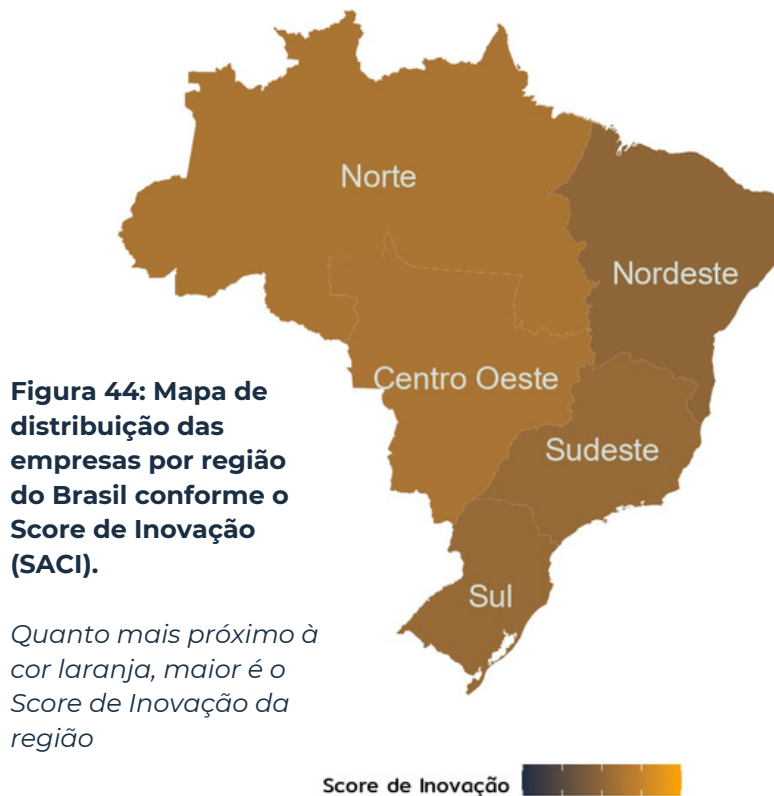 Norte
Nordeste
Centro Oeste
Sudeste
Sul
Figura 44: Mapa de
distribuição das
empresas por região
do Brasil conforme o
Score de Inovação
(SACI).
Quanto mais próximo à
cor laranja, maior é o
Score de Inovação da
região
Score de Inovação